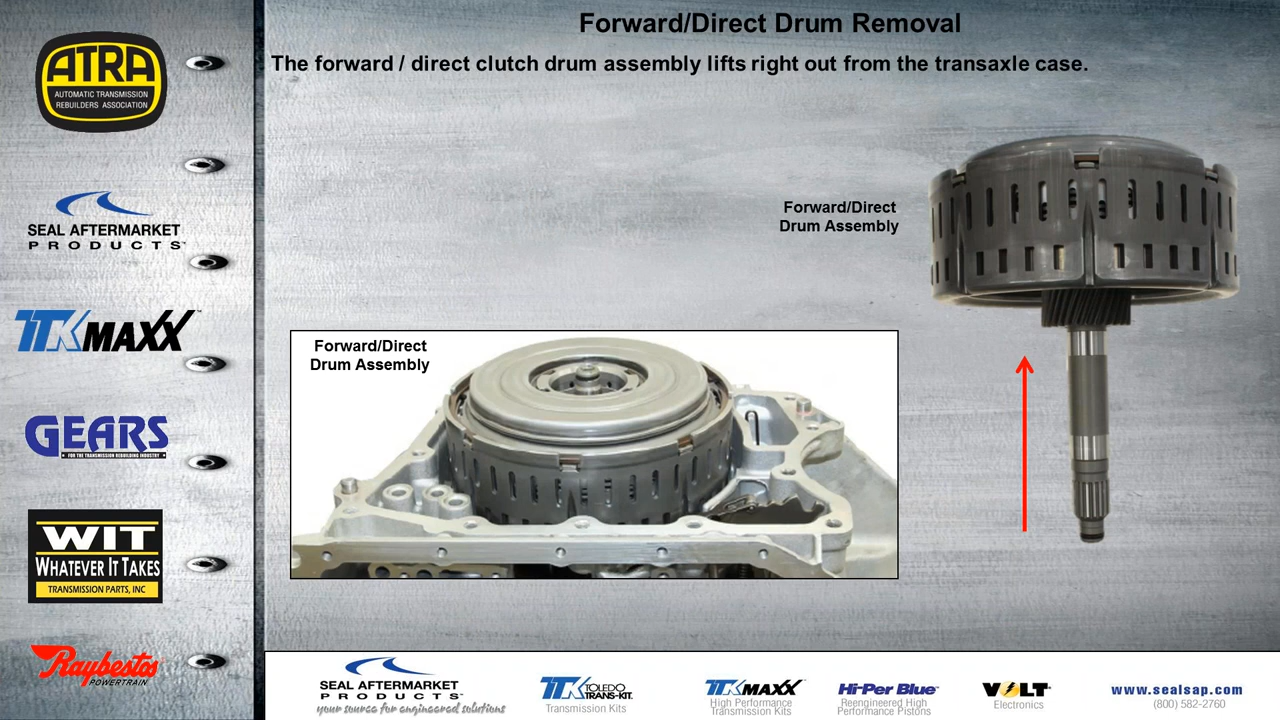 Forward/Direct Drum Removal
The forward / direct clutch drum assembly lifts right out from the transaxle case.
ATRA
AUTOMATIC TRANSMISSION
REBUILDERS ASSOCIATION
SEAL AFTERMARKET
PRODUCTS
TTK MAXX
GEARS
FOR THE TRANSMISSION REBUILDING INDUSTRY
WIT
WHATEVER IT TAKES
TRANSMISSION PARTS, INC
Raybestos
POWERTRAIN
Forward/Direct
Drum Assembly
Forward/Direct
Drum Assembly
SEAL AFTERMARKET
PRODUCTS
your source for engineered solutions
TTK TOLEDO
TRANS-KIT
Transmission Kits
TTK MAXX
High Performance
Transmission Kits
Hi-Per Blue
Reengineered High
Performance Pistons
VOLT
Electronics
www.sealsap.com
(800) 582-2760